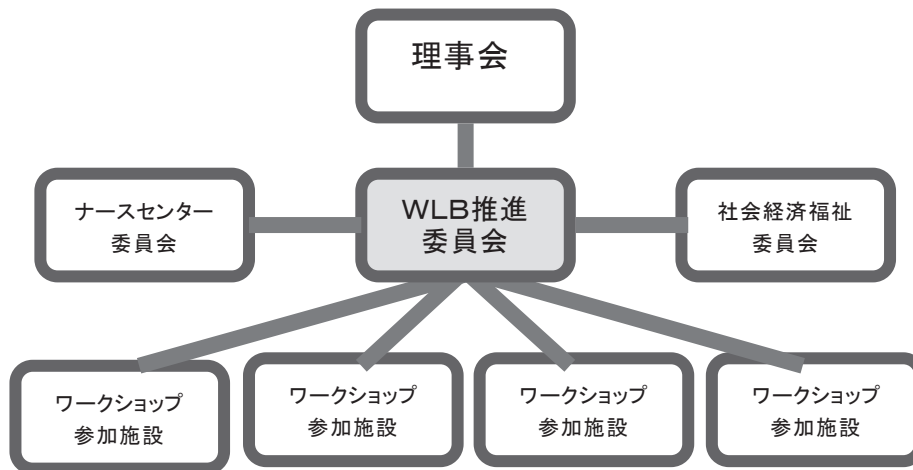 理事会
ナースセンター
委員会
WLB推進
委員会
社会経済福祉
委員会
ワークショップ
参加施設
ワークショップ
参加施設
ワークショップ
参加施設
ワークショップ
参加施設